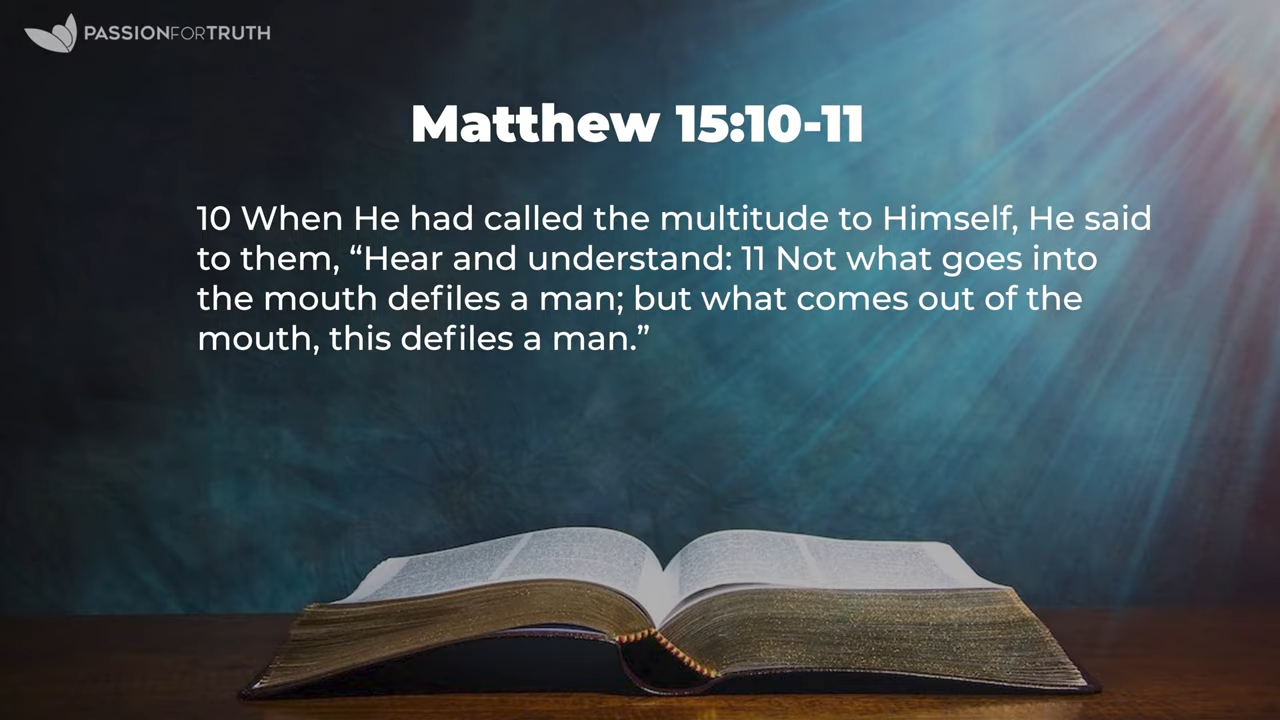 PASSIONFORTRUTH
Matthew 15:10-11
10 When He had called the multitude to Himself, He said
to them, “Hear and understand: 11 Not what goes into
the mouth defiles a man; but what comes out of the
mouth, this defiles a man.”